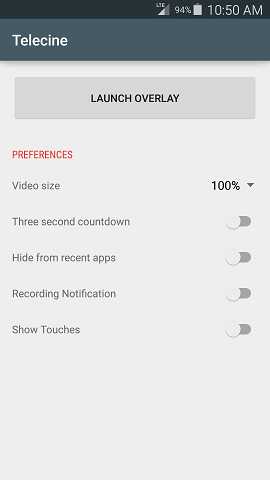 LTE 94% 10:50 AM
Telecine
LAUNCH OVERLAY
PREFERENCES
Video size 100%
Three second countdown
Hide from recent apps
Recording Notification
Show Touches